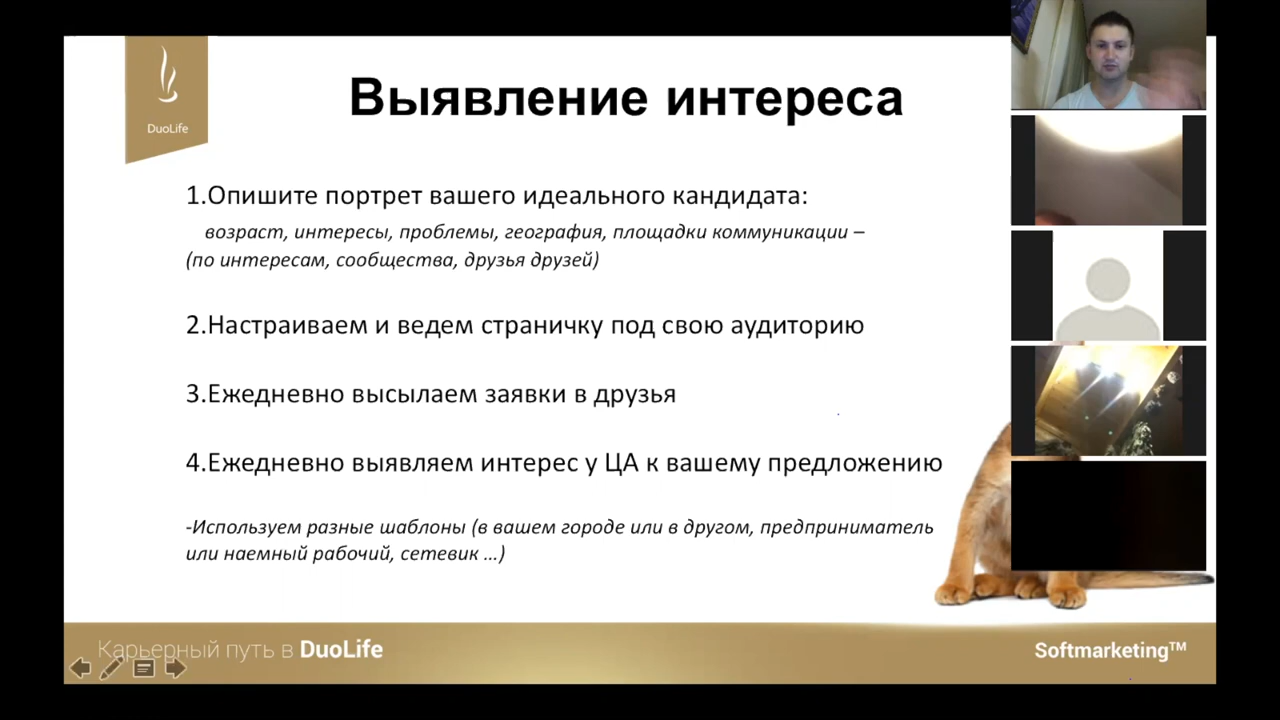 DuoLife
Выявление интереса
1.Опишите портрет вашего идеального кандидата:
возраст, интересы, проблемы, география, площадки коммуникации –
(по интересам, сообщества, друзья друзей)
2.Настраиваем и ведем страничку под свою аудиторию
3.Ежедневно высылаем заявки в друзья
4.Ежедневно выявляем интерес у ЦА к вашему предложению
-Используем разные шаблоны (в вашем городе или в другом, предприниматель
или наемный рабочий, сетевик ...)
Карьерный путь в DuoLife
Softmarketing™